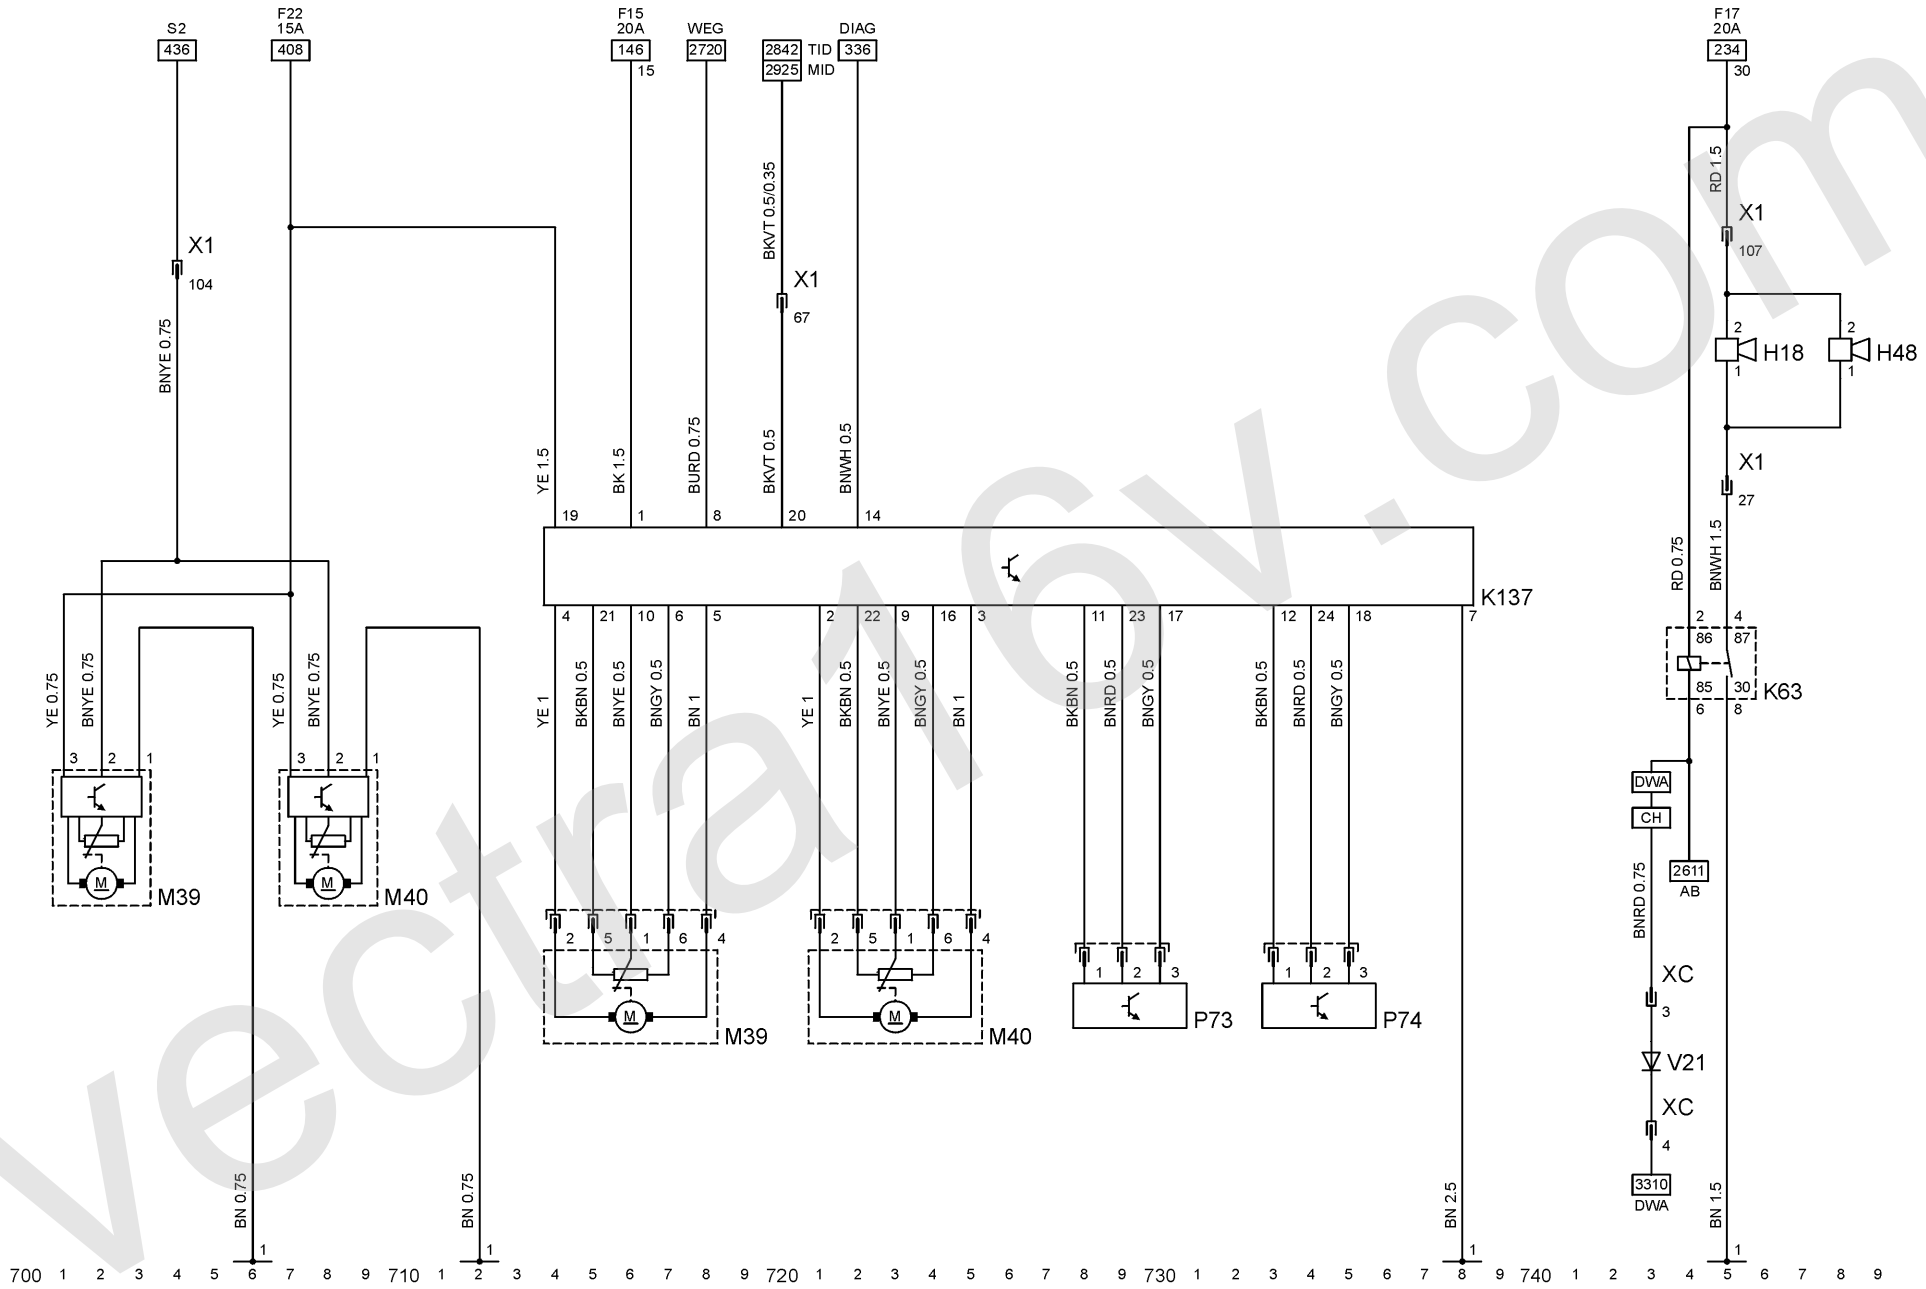 F22 F15 F17
S2 15A 20A WEG DIAG 20A
436 408 146 2720 2842 TID 336 234
15 2925 MID 30
RD 1.5
BKVT 0.5/0.35
X1
107
X1
104
X1
67
BNYE 0.75
2 2
H18 H48
1 1
YE 1.5 BK 1.5 BURD 0.75 BKVT 0.5 BNWH 0.5
X1
27
19 1 8 20 14
RD 0.75 BNWH 1.5
K137
4 21 10 6 5 2 22 9 16 3 11 23 17 12 24 18 7
2 4
86 87
85 30
K63
6 8
YE 0.75 BNYE 0.75 YE 0.75 BNYE 0.75
YE 1 BKBN 0.5 BNYE 0.5 BNGY 0.5 BN 1
YE 1 BKBN 0.5 BNYE 0.5 BNGY 0.5 BN 1
BKBN 0.5 BNRD 0.5 BNGY 0.5
BKBN 0.5 BNRD 0.5 BNGY 0.5
3 2 1 3 2 1
DWA
CH
M M
M39 M40
2611
AB
BNRD 0.75
2 5 1 6 4 2 5 1 6 4
1 2 3 1 2 3
XC
3
M M
M39 M40 P73 P74
V21
XC
4
3310
DWA
BN 0.75 BN 0.75 BN 2.5 BN 1.5
1 1 1 1
700 1 2 3 4 5 6 7 8 9 710 1 2 3 4 5 6 7 8 9 720 1 2 3 4 5 6 7 8 9 730 1 2 3 4 5 6 7 8 9 740 1 2 3 4 5 6 7 8 9
vectra16v.com